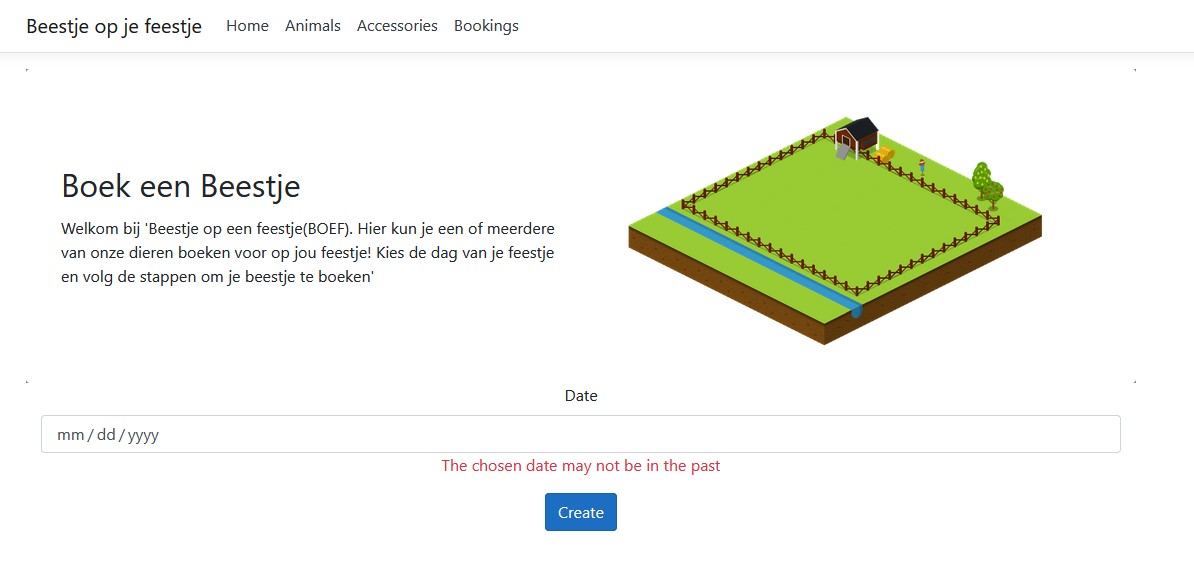 Beestje op je feestje Home Animals Accessories Bookings
Boek een Beestje
Welkom bij 'Beestje op een feestje(BOEF). Hier kun je een of meerdere
van onze dieren boeken voor op jou feestje! Kies de dag van je feestje
en volg de stappen om je beestje te boeken'
Date
mm / dd / yyyy
The chosen date may not be in the past
Create